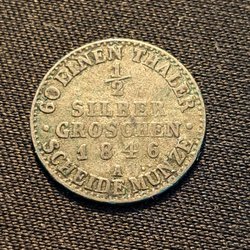 60 EINEN THALER
1/2
SILBER
GROSCHEN
1846
A
· SCHEIDEMÜNZE ·